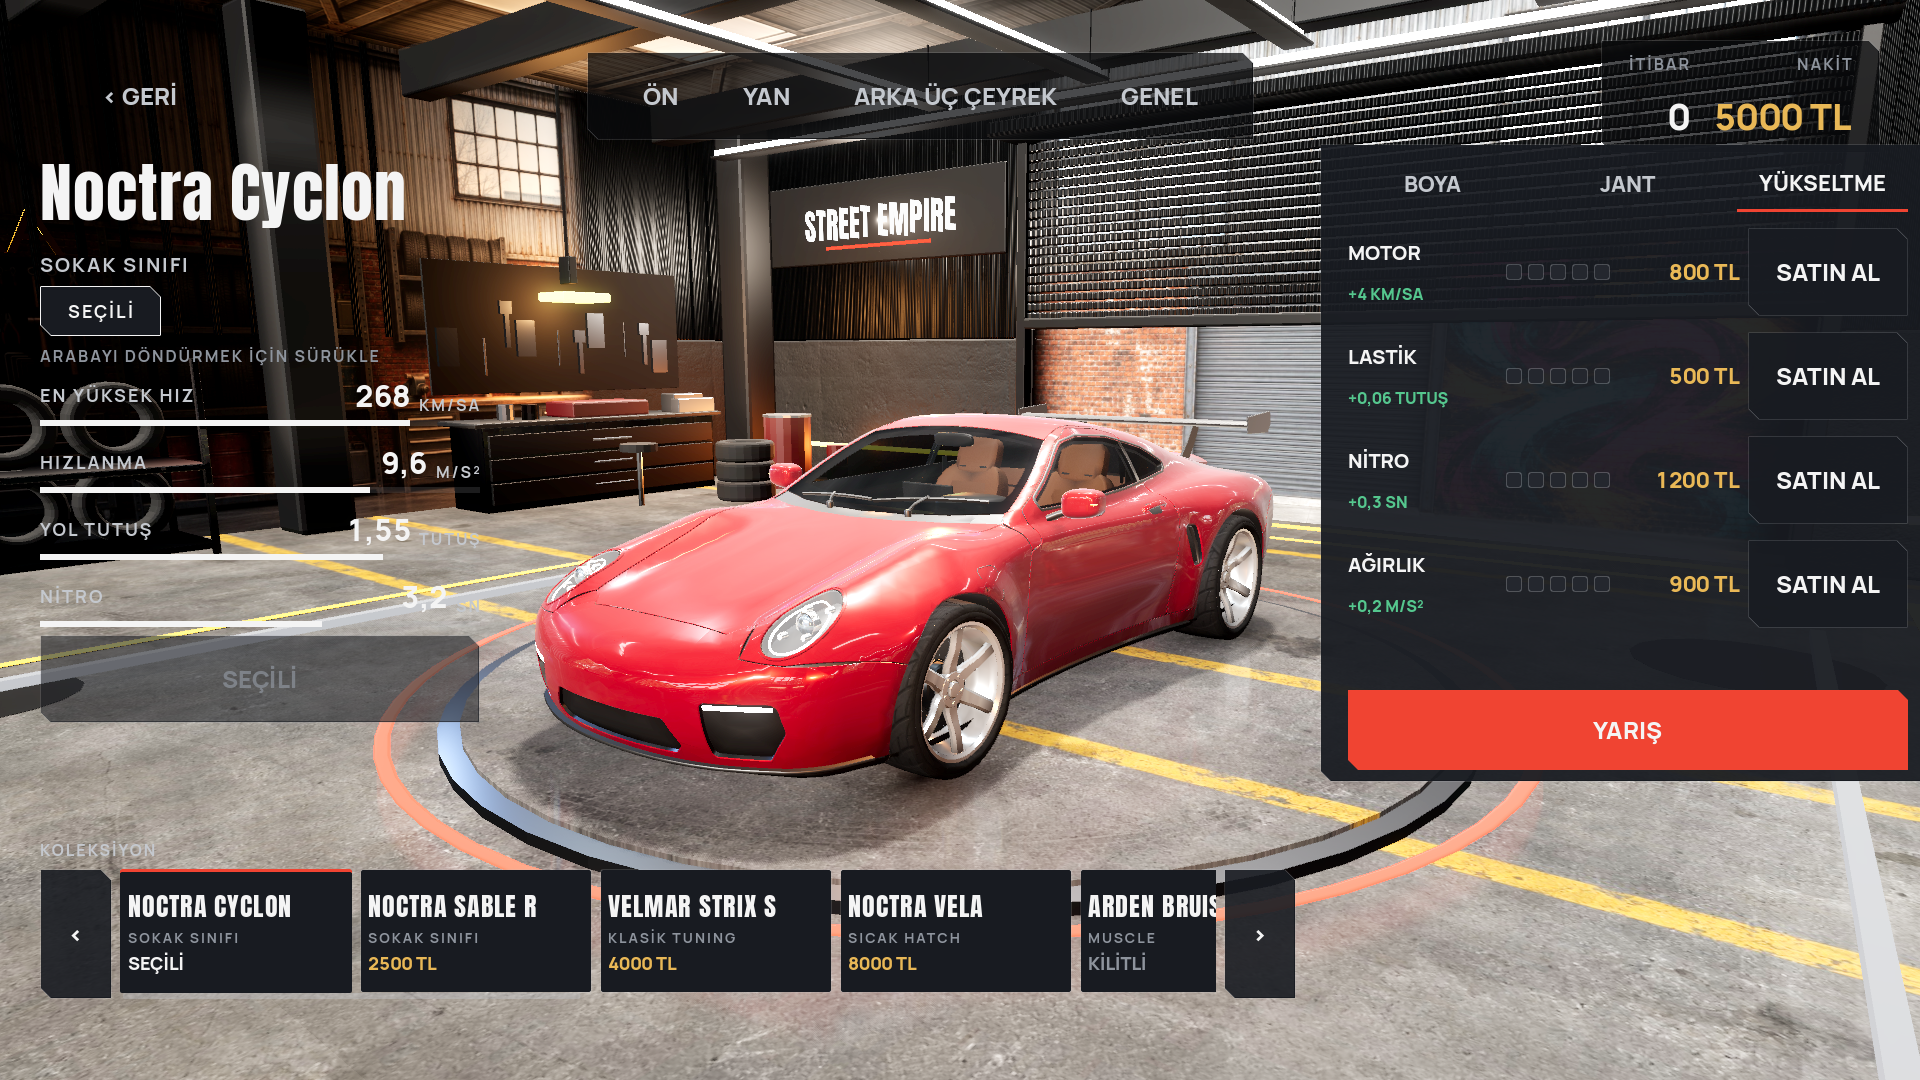 ‹ GERİ
ÖN YAN ARKA ÜÇ ÇEYREK GENEL
İTİBAR NAKİT
0 5000 TL
Noctra Cyclon
SOKAK SINIFI
SEÇİLİ
ARABAYI DÖNDÜRMEK İÇİN SÜRÜKLE
EN YÜKSEK HIZ 268 KM/SA
HIZLANMA 9,6 M/S²
YOL TUTUŞ 1,55 TUTUŞ
NİTRO 3,2
SEÇİLİ
STREET EMPIRE
BOYA JANT YÜKSELTME
MOTOR 800 TL SATIN AL
+4 KM/SA
LASTİK 500 TL SATIN AL
+0,06 TUTUŞ
NİTRO 1200 TL SATIN AL
+0,3 SN
AĞIRLIK 900 TL SATIN AL
+0,2 M/S²
YARIŞ
KOLEKSİYON
‹
NOCTRA CYCLON
SOKAK SINIFI
SEÇİLİ
NOCTRA SABLE R
SOKAK SINIFI
2500 TL
VELMAR STRIX S
KLASİK TUNING
4000 TL
NOCTRA VELA
SICAK HATCH
8000 TL
ARDEN BRUIS
MUSCLE
KİLİTLİ
›